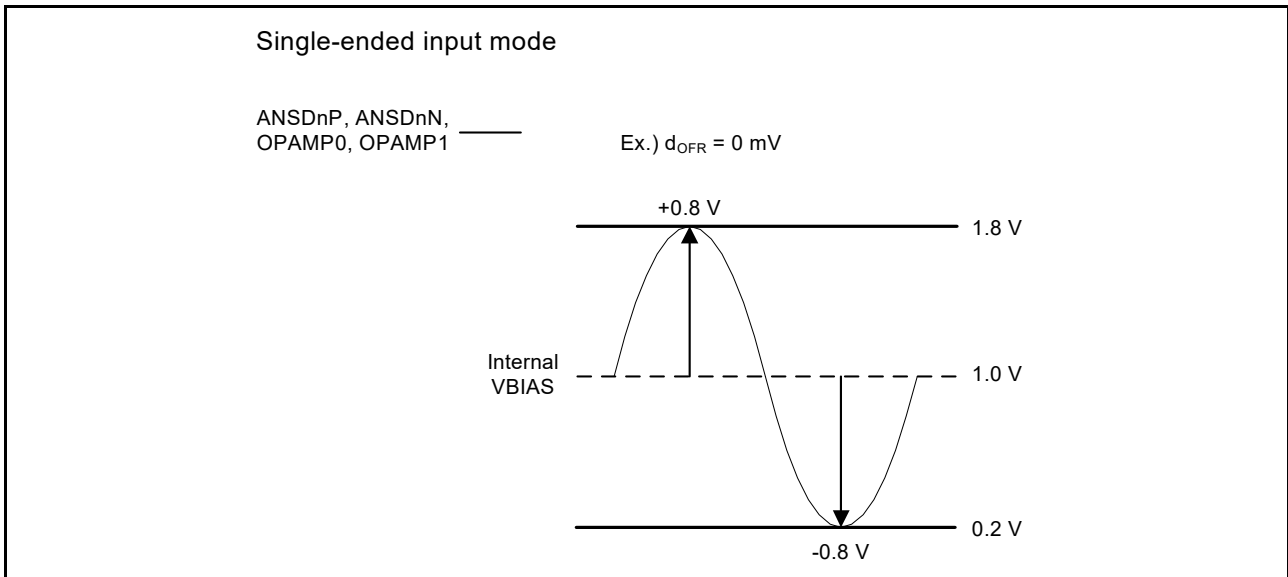 Single-ended input mode
ANSDnP, ANSDnN,
OPAMP0, OPAMP1
Ex.) dOFR = 0 mV
+0.8 V
1.8 V
Internal
VBIAS
1.0 V
0.2 V
-0.8 V